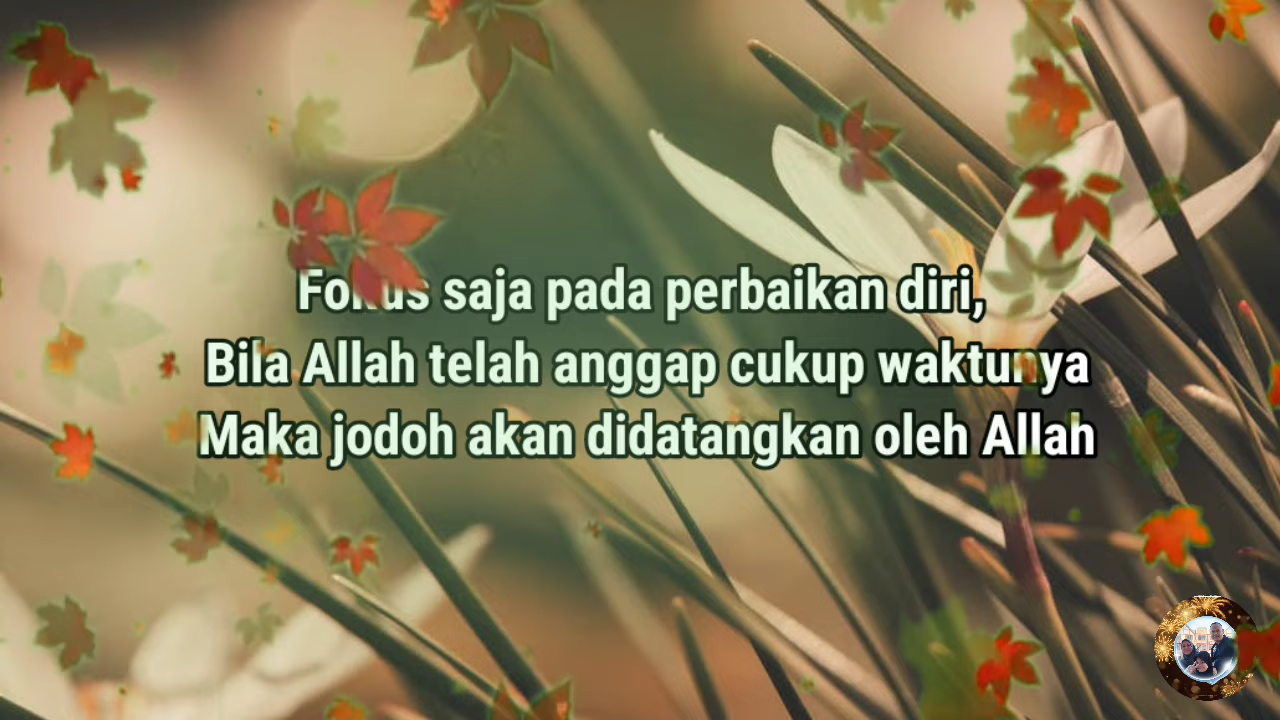 Fokus saja pada perbaikan diri,
Bila Allah telah anggap cukup waktunya
Maka jodoh akan didatangkan oleh Allah